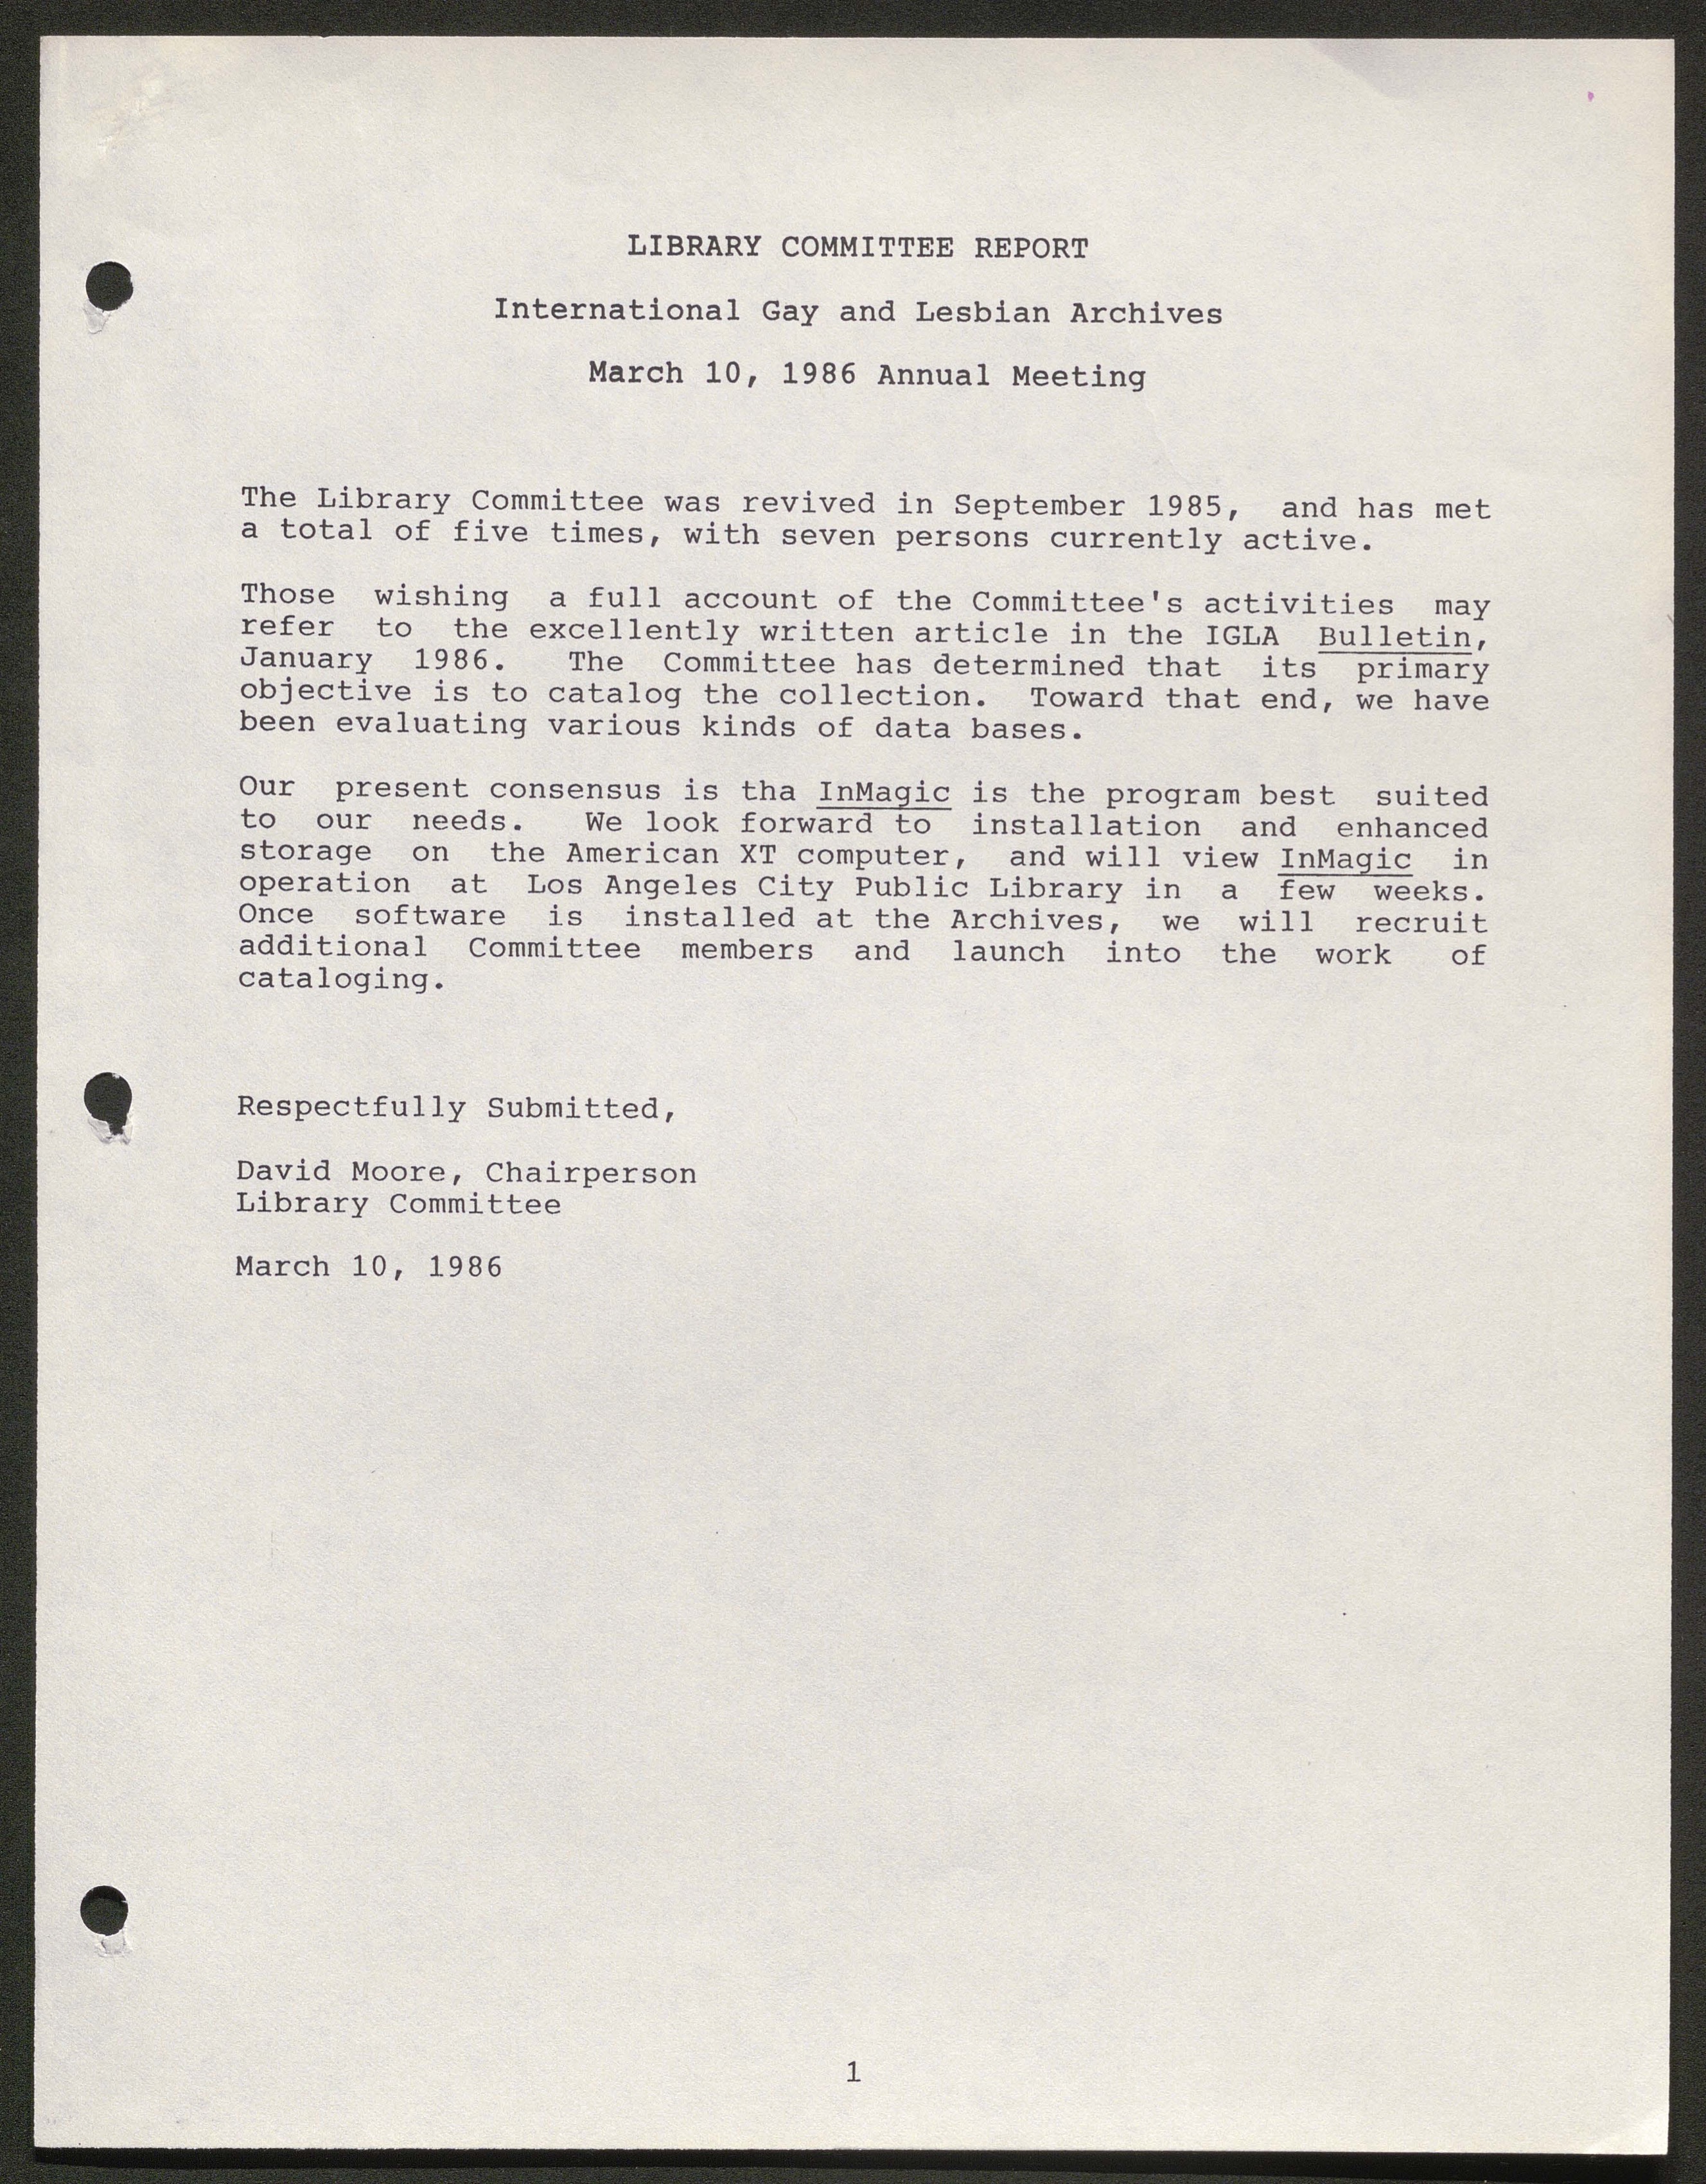 LIBRARY COMMITTEE REPORT
International Gay and Lesbian Archives
March 10, 1986 Annual Meeting
The Library Committee was revived in September 1985, and has met
a total of five times, with seven persons currently active.
Those wishing a full account of the Committee's activities may
refer to the excellently written article in the IGLA Bulletin,
January 1986. The Committee has determined that its primary
objective is to catalog the collection. Toward that end, we have
been evaluating various kinds of data bases.
Our present consensus is tha InMagic is the program best suited
to our needs. We look forward to installation and enhanced
storage on the American XT computer, and will view InMagic in
operation at Los Angeles City Public Library in a few weeks.
Once software is installed at the Archives, we will recruit
additional Committee members and launch into the work of
cataloging.
Respectfully Submitted,
David Moore, Chairperson
Library Committee
March 10, 1986
1